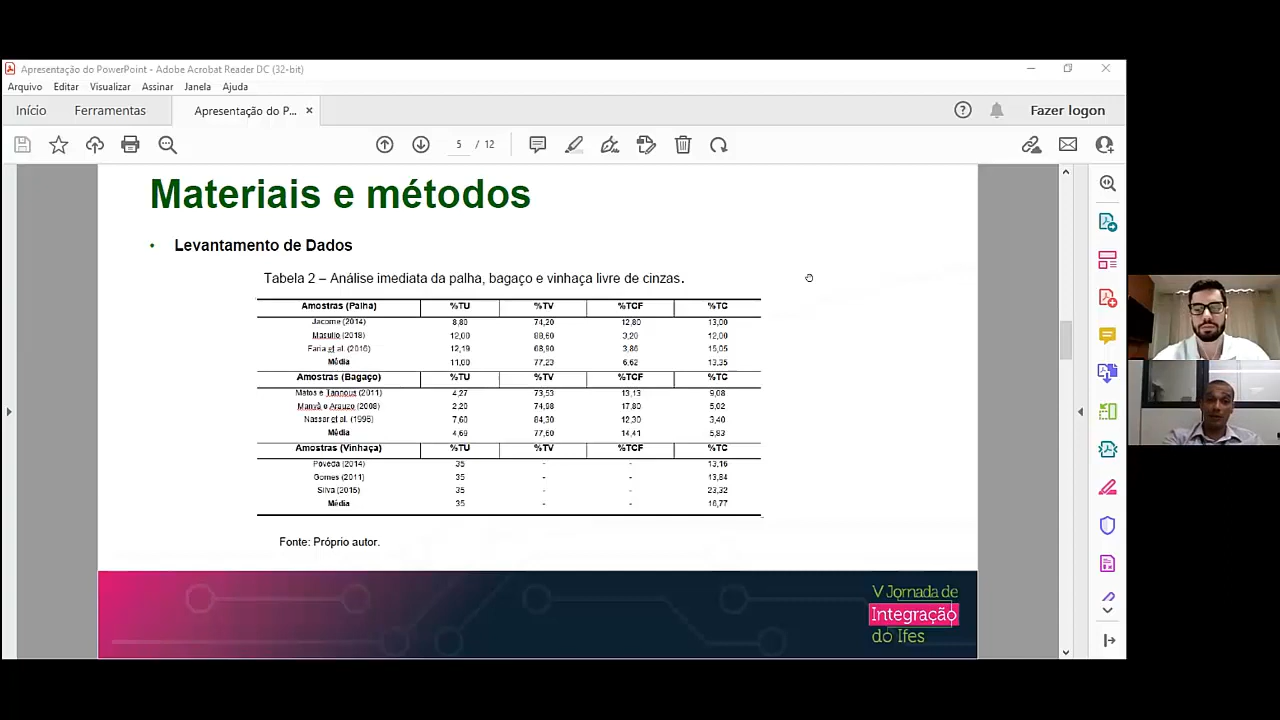 Apresentação do PowerPoint - Adobe Acrobat Reader DC (32-bit)
Arquivo Editar Visualizar Assinar Janela Ajuda
Início Ferramentas Apresentação do P... × Fazer logon
5 / 12
Materiais e métodos
• Levantamento de Dados
Tabela 2 – Análise imediata da palha, bagaço e vinhaça livre de cinzas.
Amostras (Palha) %TU %TV %TCF %TC
Jacome (2014) 8,80 74,20 12,80 13,00
Masullo (2018) 12,00 88,60 3,20 12,00
Faria et al. (2016) 12,19 68,90 3,86 15,05
Média 11,00 77,23 6,62 13,35
Amostras (Bagaço) %TU %TV %TCF %TC
Matos e Tannous (2011) 4,27 73,53 13,13 9,08
Manyà e Arauzo (2008) 2,20 74,98 17,80 5,02
Nassar et al. (1996) 7,60 84,30 12,30 3,40
Média 4,69 77,60 14,41 5,83
Amostras (Vinhaça) %TU %TV %TCF %TC
Poveda (2014) 35 - - 13,16
Gomes (2011) 35 - - 13,84
Silva (2015) 35 - - 23,32
Média 35 - - 16,77
Fonte: Próprio autor.
V Jornada de
Integração
do Ifes